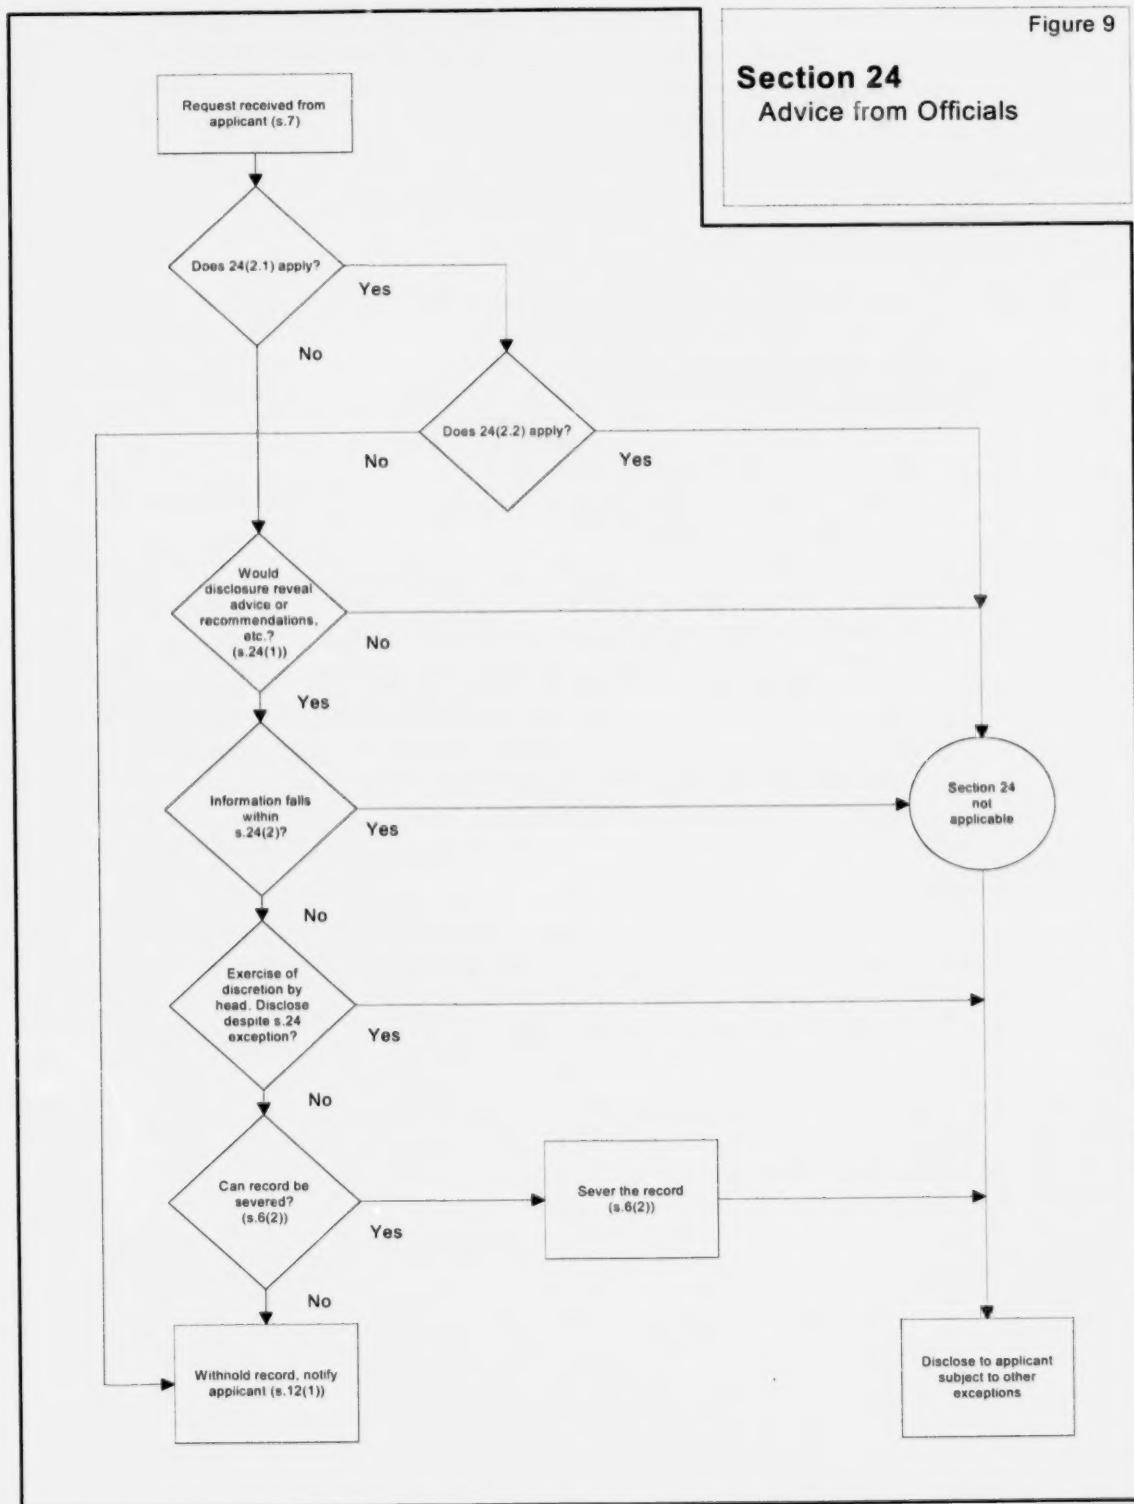 Figure 9
Section 24
Advice from Officials
Request received from
applicant (s.7)
Does 24(2.1) apply?
Yes
No
Does 24(2.2) apply?
No
Yes
Would
disclosure reveal
advice or
recommendations,
etc.?
(s.24(1))
No
Yes
Information falls
within
s.24(2)?
Yes
Section 24
not
applicable
No
Exercise of
discretion by
head. Disclose
despite s.24
exception?
Yes
No
Can record be
severed?
(s.6(2))
Yes
Sever the record
(s.6(2))
No
Withhold record, notify
applicant (s.12(1))
Disclose to applicant
subject to other
exceptions